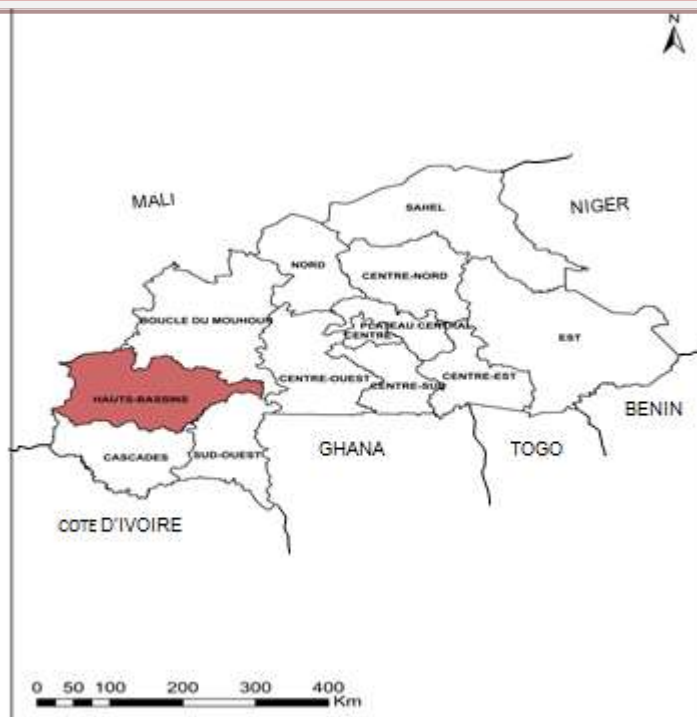 N
MALI
NIGER
SAHEL
NORD
CENTRE-NORD
BOUCLE DU MOUHOUN
PLATEAU CENTRAL
CENTRE
EST
CENTRE-OUEST
CENTRE-SUD
CENTRE-EST
HAUTS-BASSINS
BENIN
GHANA
TOGO
CASCADES
SUD-OUEST
COTE D'IVOIRE
0 50 100 200 300 400
Km